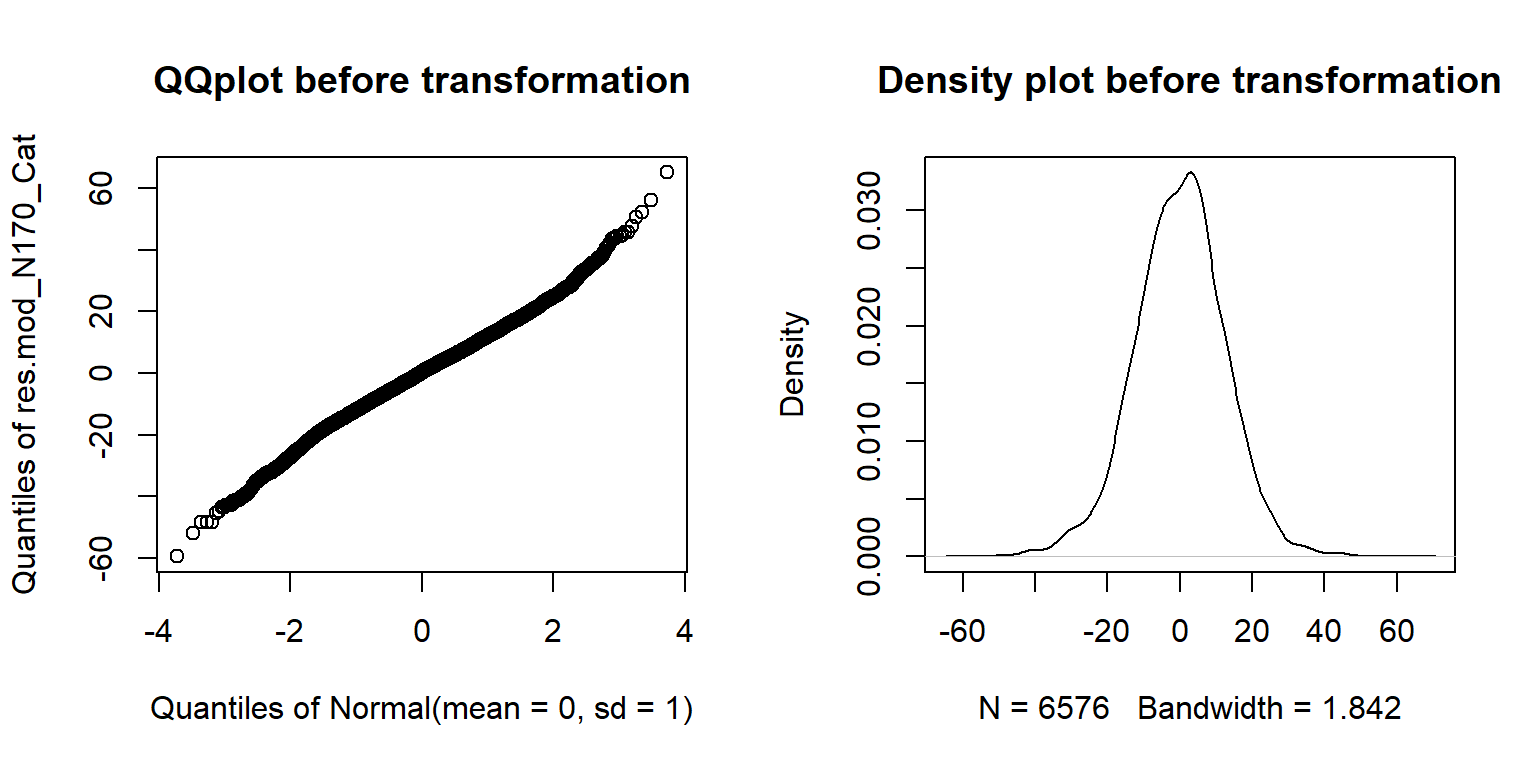 QQplot before transformation
Quantiles of res.mod_N170_Cat
60
20
0
-20
-60
-4 -2 0 2 4
Quantiles of Normal(mean = 0, sd = 1)
Density plot before transformation
Density
0.030
0.020
0.010
0.000
-60 -20 0 20 40 60
N = 6576 Bandwidth = 1.842